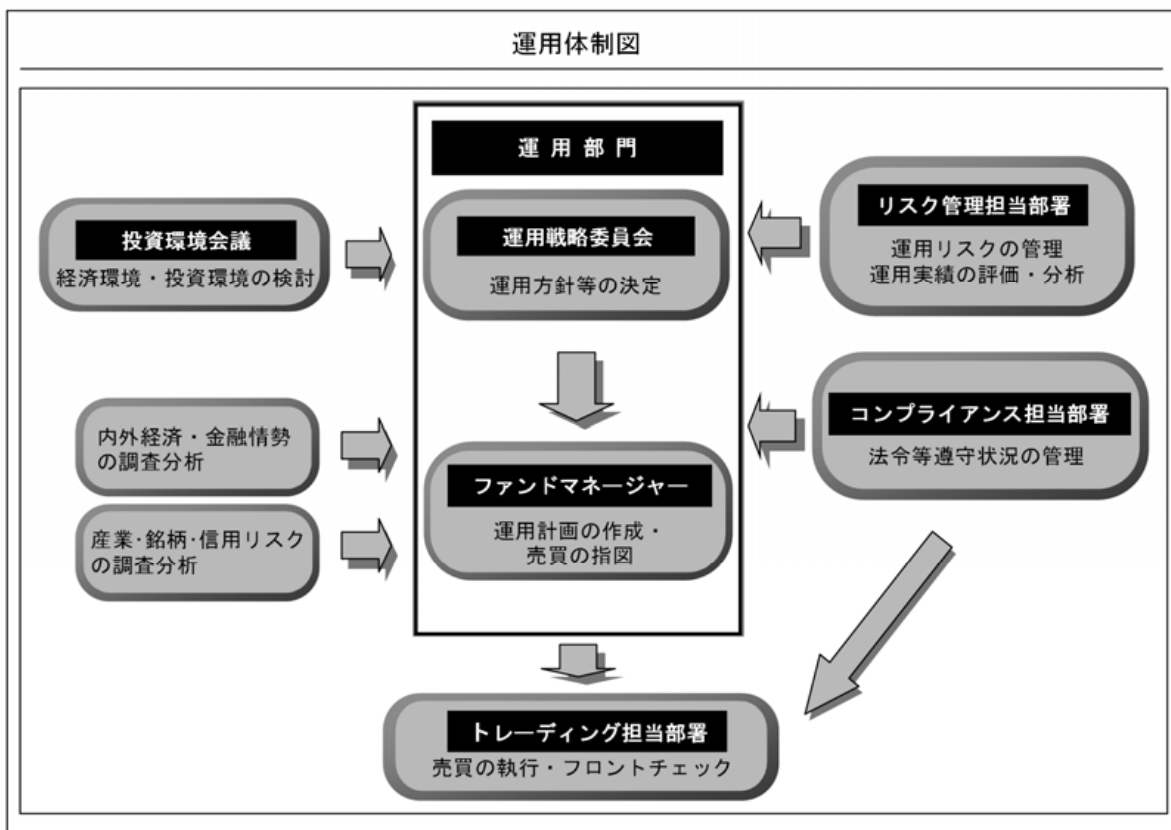 運用体制図
運用部門
投資環境会議
経済環境・投資環境の検討
運用戦略委員会
運用方針等の決定
リスク管理担当部署
運用リスクの管理
運用実績の評価・分析
内外経済・金融情勢
の調査分析
産業・銘柄・信用リスク
の調査分析
ファンドマネージャー
運用計画の作成・
売買の指図
コンプライアンス担当部署
法令等遵守状況の管理
トレーディング担当部署
売買の執行・フロントチェック